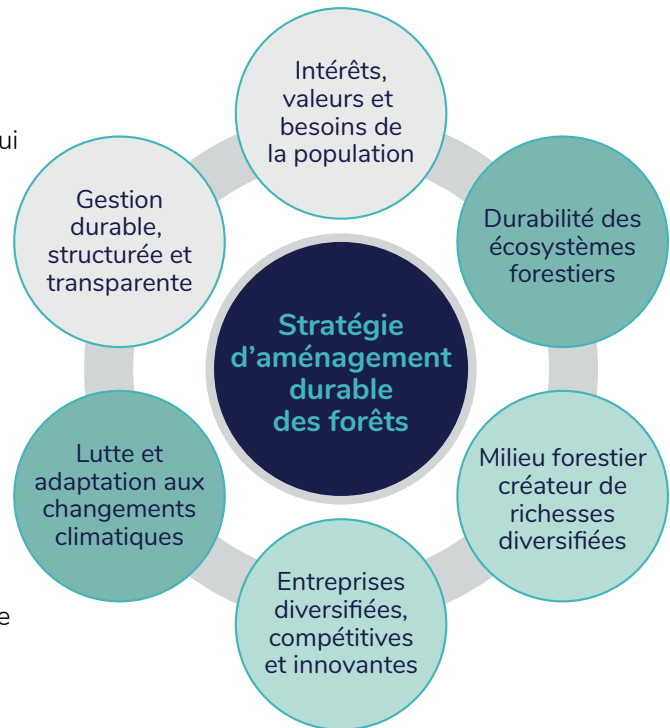 Intérêts,
valeurs et
besoins de
la population
ui
Gestion
durable,
structurée et
transparente
Durabilité des
écosystèmes
forestiers
Stratégie
d'aménagement
durable
des forêts
Lutte et
adaptation aux
changements
climatiques
Milieu forestier
créateur de
richesses
diversifiées
Entreprises
diversifiées,
compétitives
et innovantes
e